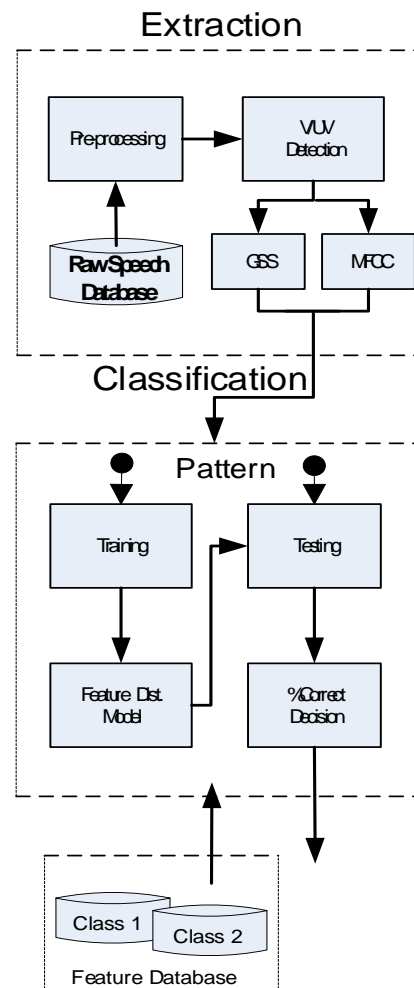 Extraction
Preprocessing
V/UV
Detection
Raw Speech
Database
GSS
MFCC
Classification
Pattern
Training
Testing
Feature Dist.
Model
%Correct
Decision
Class 1
Class 2
Feature Database